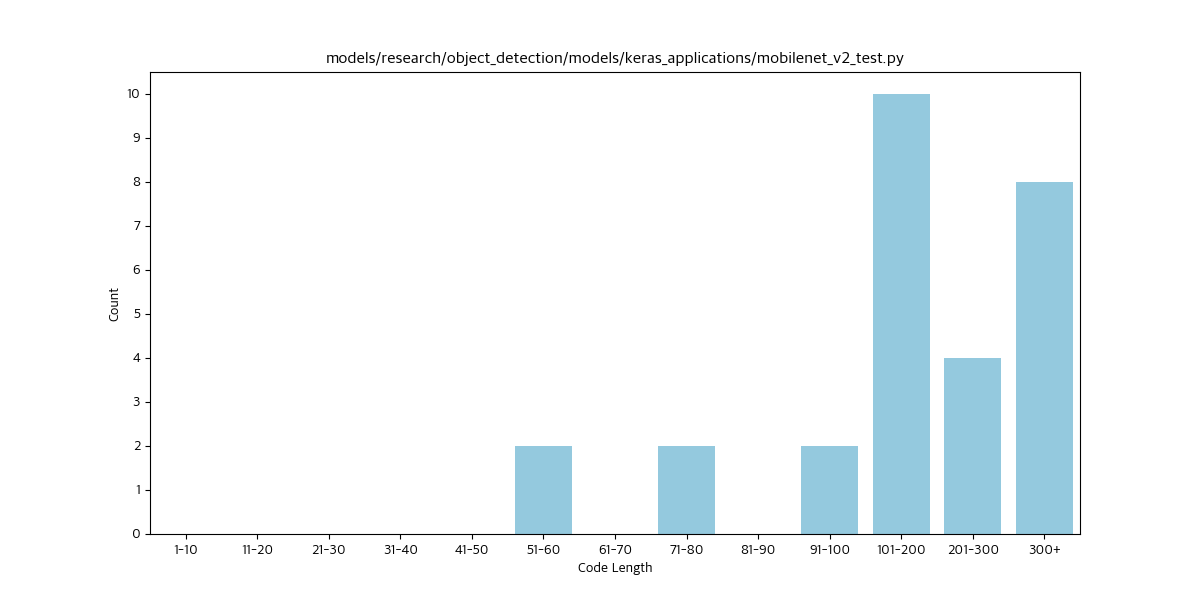 models/research/object_detection/models/keras_applications/mobilenet_v2_test.py
10
9
8
7
6
5
4
3
2
1
0
Count
1-10 11-20 21-30 31-40 41-50 51-60 61-70 71-80 81-90 91-100 101-200 201-300 300+
Code Length